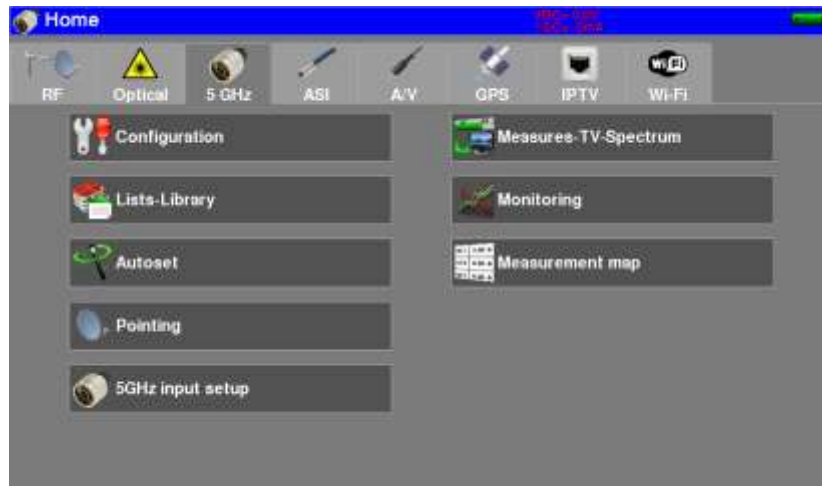 Home
RF
Optical
5 GHz
ASI
A/V
GPS
IPTV
Wi-Fi
Configuration
Measures-TV-Spectrum
Lists-Library
Monitoring
Autoset
Measurement map
Pointing
5GHz input setup